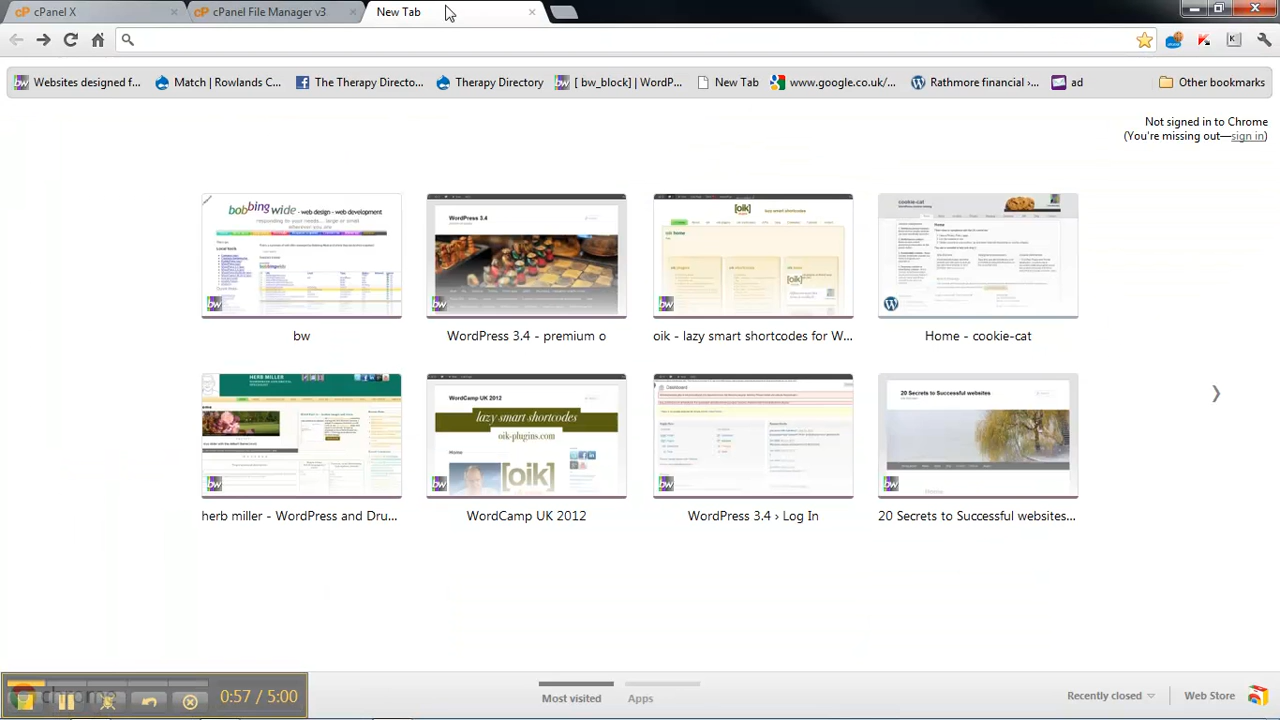 cPanel X
cPanel File Manager v3
New Tab
Websites designed f...
Match | Rowlands C...
The Therapy Directo...
Therapy Directory
[ bw_block] | WordP...
New Tab
www.google.co.uk/...
Rathmore financial ›...
ad
Other bookmarks
Not signed in to Chrome
(You're missing out—sign in)
bobbing wide - web design - web development
WordPress 3.4
[oik] lazy smart shortcodes
cookie-cat
bw
WordPress 3.4 - premium o
oik - lazy smart shortcodes for W...
Home - cookie-cat
HERB MILLER
WordCamp UK 2012
lazy smart shortcodes
oik-plugins.com
Home
[oik]
Dashboard
20 Secrets to Successful websites
herb miller - WordPress and Dru...
WordCamp UK 2012
WordPress 3.4 › Log In
20 Secrets to Successful websites...
chrome
0:57 / 5:00
Most visited
Apps
Recently closed
Web Store